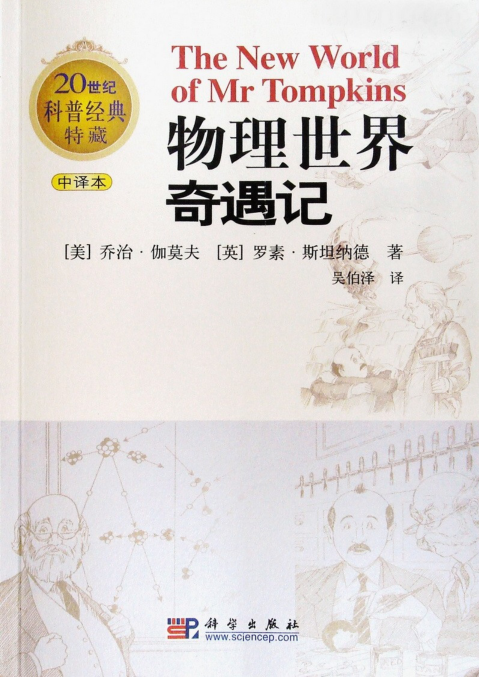 20世纪
科普经典
特藏
中译本
The New World
of Mr Tompkins
物理世界
奇遇记
[美] 乔治·伽莫夫 [英] 罗素·斯坦纳德 著
吴伯泽 译
SP
科学出版社
www.sciencep.com